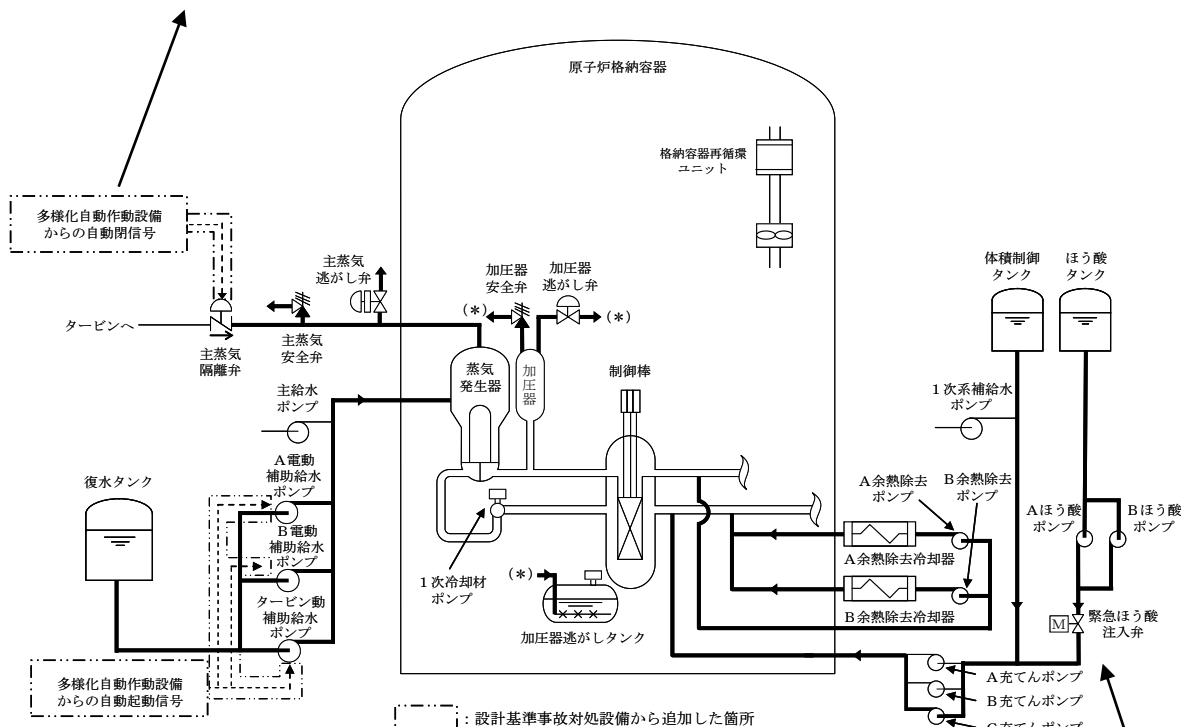 原子炉格納容器
格納容器再循環
ユニット
多様化自動作動設備
からの自動閉信号
主蒸気
逃がし弁
加圧器
安全弁
加圧器
逃がし弁
体積制御
タンク
ほう酸
タンク
(*)
(*)
タービンへ
主蒸気
隔離弁
主蒸気
安全弁
蒸気
発生器
加圧器
制御棒
主給水
ポンプ
1次系補給水
ポンプ
A電動
補助給水
ポンプ
復水タンク
A余熱除去
ポンプ
B余熱除去
ポンプ
Aほう酸
ポンプ
Bほう酸
ポンプ
B電動
補助給水
ポンプ
A余熱除去冷却器
1次冷却材
ポンプ
(*)
タービン動
補助給水
ポンプ
加圧器逃がしタンク
B余熱除去冷却器
M
緊急ほう酸
注入弁
多様化自動作動設備
からの自動起動信号
A充てんポンプ
B充てんポンプ
C充てんポンプ
：設計基準事故対処設備から追加した箇所